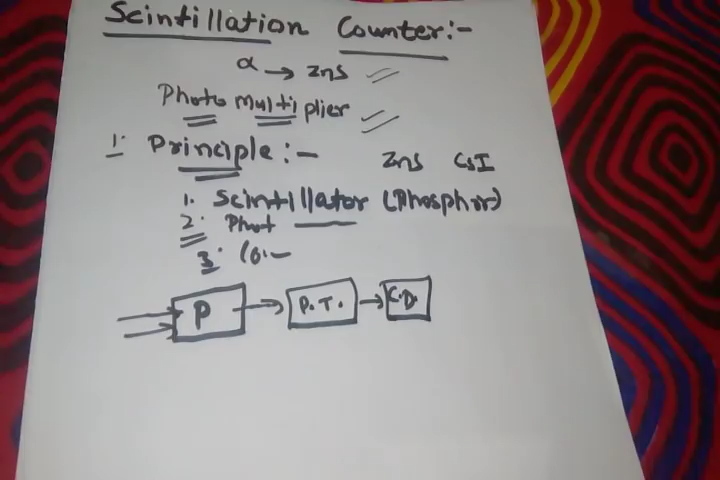 Scintillation Counter:-
α → ZnS
Photo multiplier
1. Principle:-
ZnS CsI
1. Scintillator (Phosphor)
2. Phot
3.
P → P.T. → C.D.